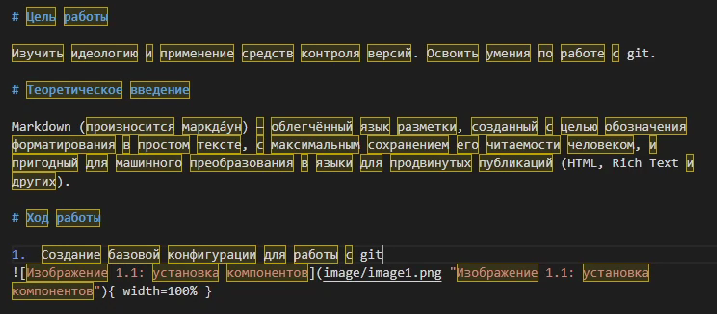 # Цель работы
Изучить идеологию и применение средств контроля версий. Освоить умения по работе с git.
# Теоретическое введение
Markdown (произносится маркда́ун) — облегчённый язык разметки, созданный с целью обозначения
форматирования в простом тексте, с максимальным сохранением его читаемости человеком, и
пригодный для машинного преобразования в языки для продвинутых публикаций (HTML, Rich Text и
других).
# Ход работы
1. Создание базовой конфигурации для работы с git
![Изображение 1.1: установка компонентов](image/image1.png "Изображение 1.1: установка
компонентов"){ width=100% }